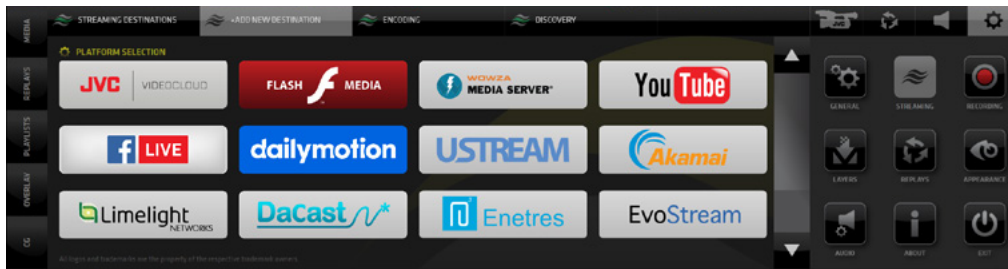 STREAMING DESTINATIONS
+ADD NEW DESTINATION
ENCODING
DISCOVERY
JVC
MEDIA
REPLAYS
PLAYLISTS
OVERLAY
CG
PLATFORM SELECTION
JVC VIDEOCLOUD
FLASH MEDIA
WOWZA
MEDIA SERVER
YouTube
f LIVE
dailymotion
USTREAM
Akamai
Limelight
NETWORKS
DaCast
Enetres
EvoStream
All logos and trademarks are the property of the respective trademark owners.
GENERAL
STREAMING
RECORDING
LAYERS
REPLAYS
APPEARANCE
AUDIO
ABOUT
EXIT